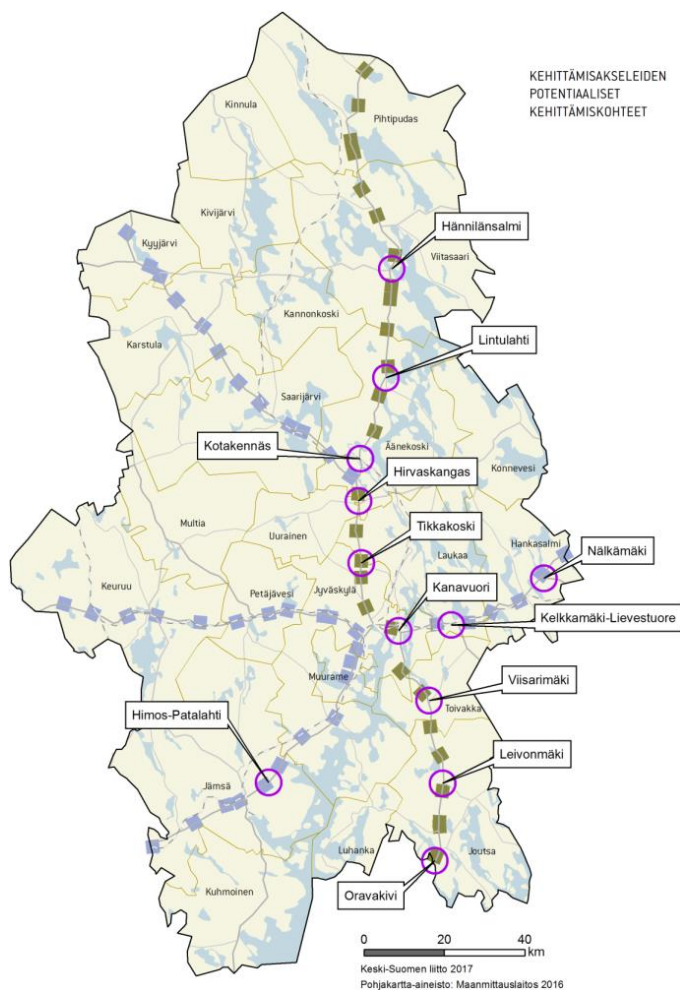 KEHITTÄMISAKSELEIDEN
POTENTIAALISET
KEHITTÄMISKOHTEET
Kinnula
Pihtipudas
Kivijärvi
Hännilänsalmi
Kyyjärvi
Viitasaari
Kannonkoski
Karstula
Lintulahti
Saarijärvi
Kotakennäs
Äänekoski
Hirvaskangas
Konnevesi
Multia
Uurainen
Tikkakoski
Laukaa
Hankasalmi
Nälkämäki
Keuruu
Petäjävesi
Jyväskylä
Kanavuori
Kelkkamäki-Lievestuore
Muurame
Viisarimäki
Toivakka
Himos-Patalahti
Leivonmäki
Jämsä
Luhanka
Joutsa
Kuhmoinen
Oravakivi
0 20 40
km
Keski-Suomen liitto 2017
Pohjakartta-aineisto: Maanmittauslaitos 2016